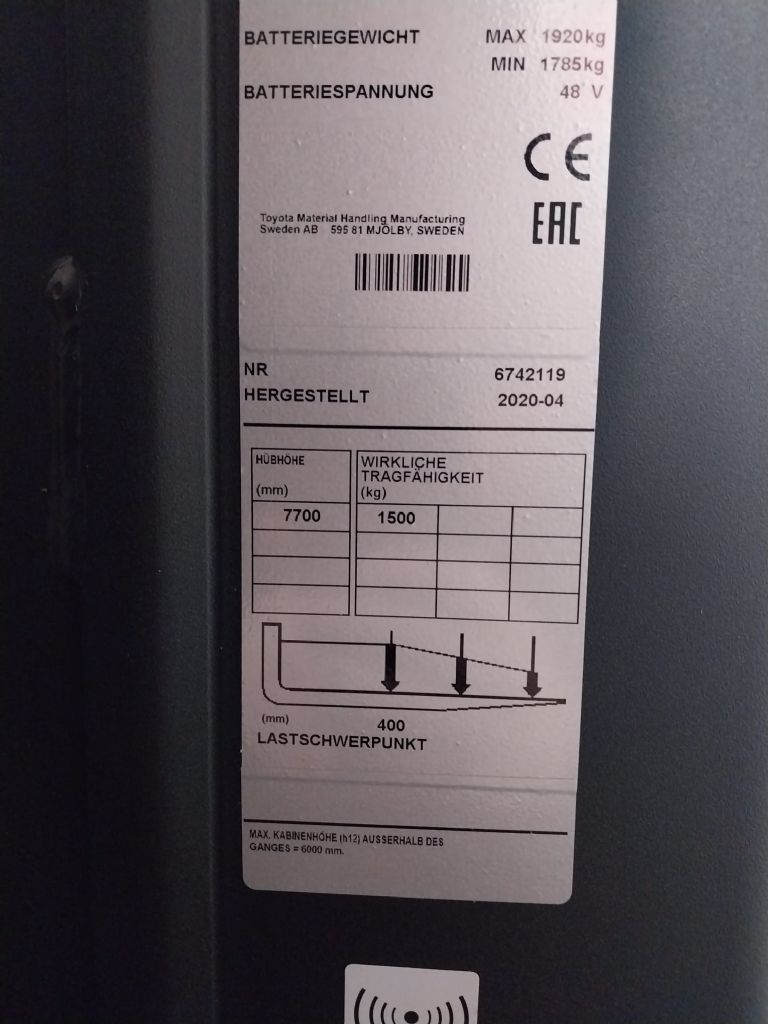 BATTERIEGEWICHT MAX 1920kg
MIN 1785kg
BATTERIESPANNUNG 48 V
CE
EAC
Toyota Material Handling Manufacturing
Sweden AB 595 81 MJÖLBY, SWEDEN
NR 6742119
HERGESTELLT 2020-04
HÜBHÖHE
(mm)
WIRKLICHE
TRAGFÄHIGKEIT
(kg)
7700 1500
(mm) 400
LASTSCHWERPUNKT
MAX. KABINENHÖHE (h12) AUSSERHALB DES
GANGES = 6000 mm.